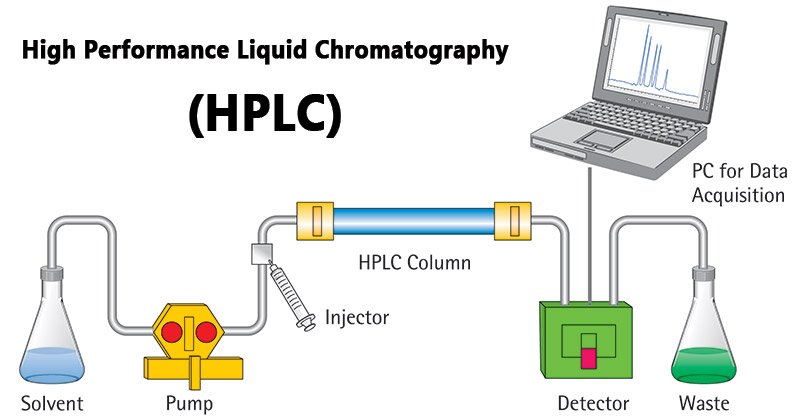 High Performance Liquid Chromatography
(HPLC)
PC for Data
Acquisition
HPLC Column
Injector
Solvent
Pump
Detector
Waste